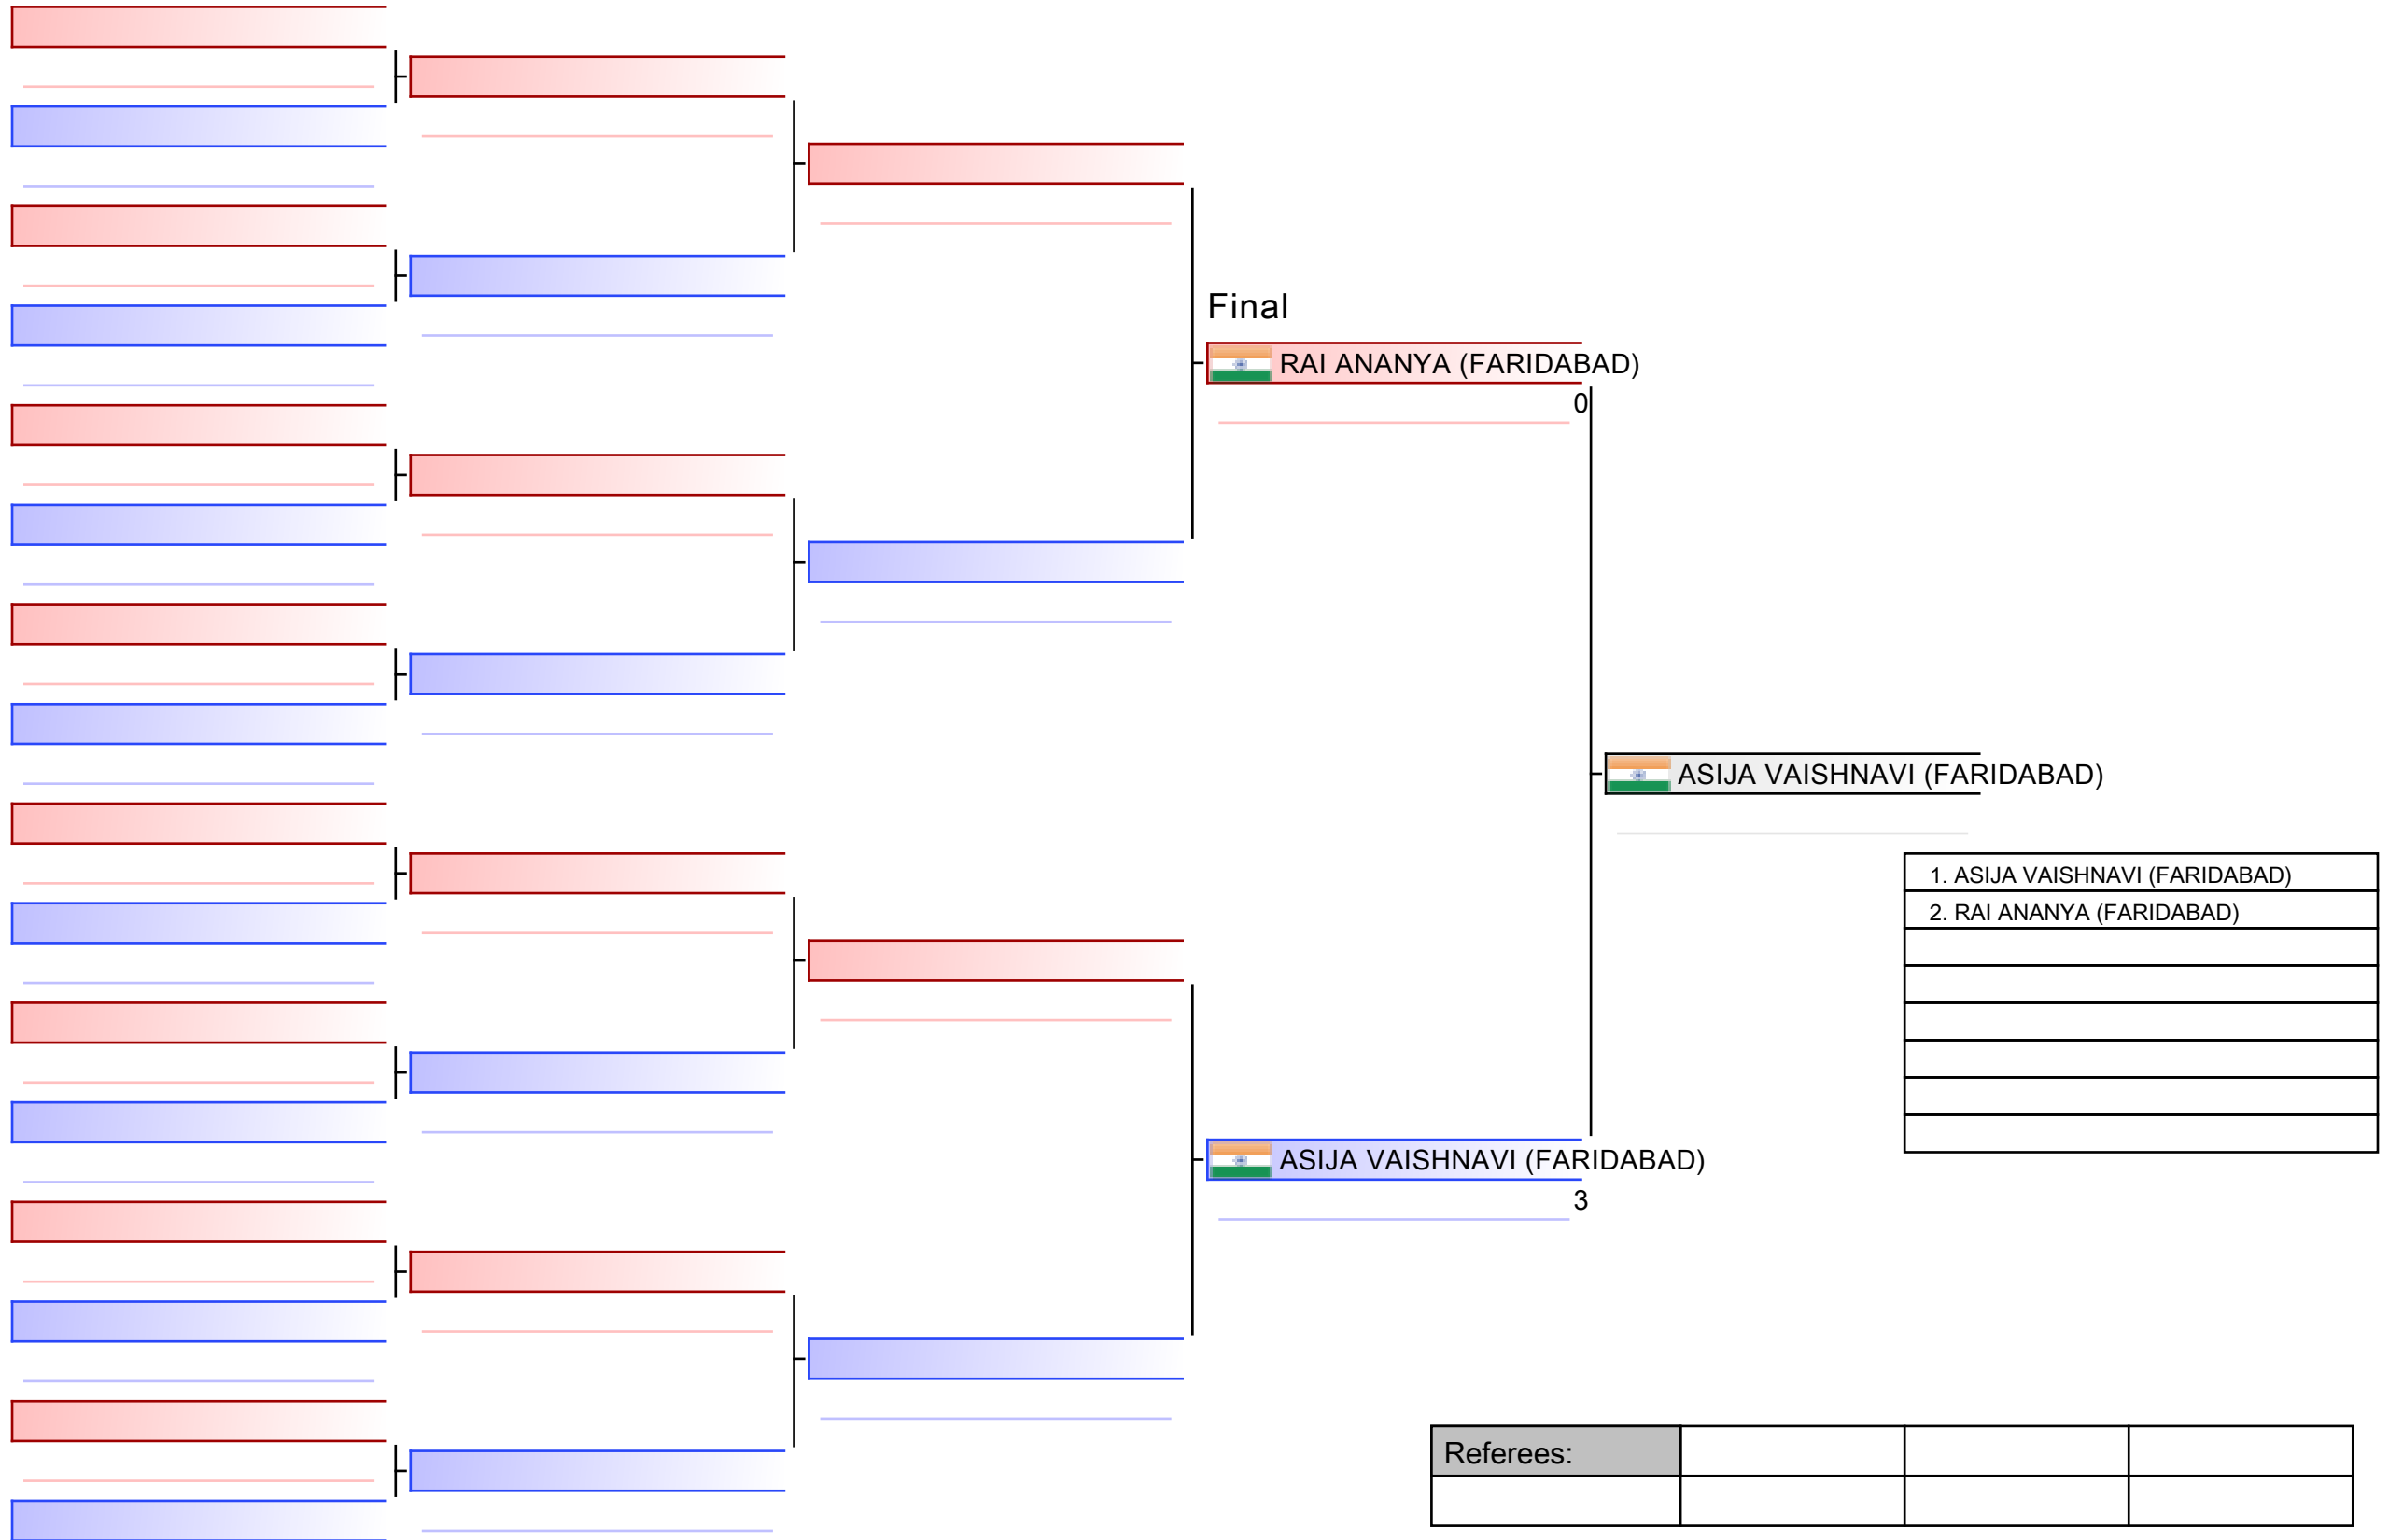 Final
RAI ANANYA (FARIDABAD)
0
ASIJA VAISHNAVI (FARIDABAD)
1. ASIJA VAISHNAVI (FARIDABAD)
2. RAI ANANYA (FARIDABAD)
ASIJA VAISHNAVI (FARIDABAD)
3
Referees: